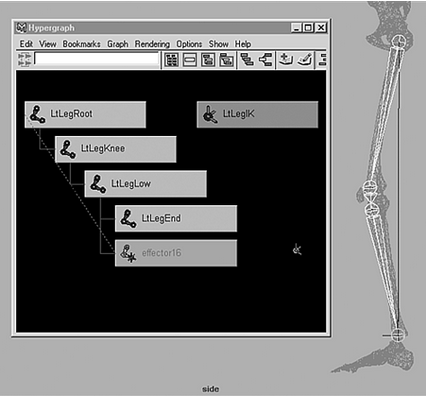 Hypergraph
Edit View Bookmarks Graph Rendering Options Show Help
LtLegRoot
LtLegIK
LtLegKnee
LtLegLow
LtLegEnd
effector16
side